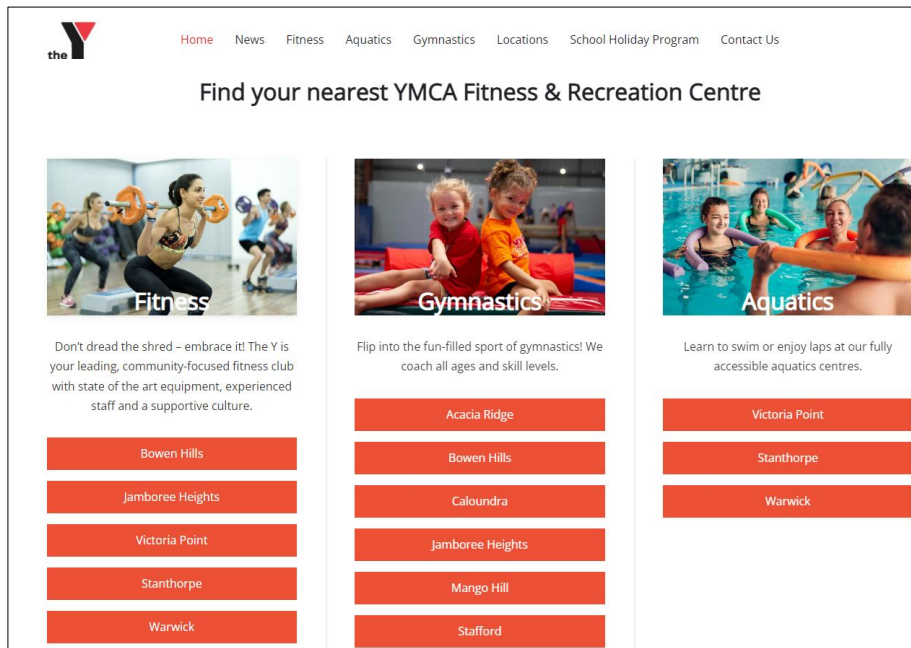 the Y
Home News Fitness Aquatics Gymnastics Locations School Holiday Program Contact Us
Find your nearest YMCA Fitness & Recreation Centre
Fitness
Don't dread the shred – embrace it! The Y is
your leading, community-focused fitness club
with state of the art equipment, experienced
staff and a supportive culture.
Bowen Hills
Jamboree Heights
Victoria Point
Stanthorpe
Warwick
Gymnastics
Flip into the fun-filled sport of gymnastics! We
coach all ages and skill levels.
Acacia Ridge
Bowen Hills
Caloundra
Jamboree Heights
Mango Hill
Stafford
Aquatics
Learn to swim or enjoy laps at our fully
accessible aquatics centres.
Victoria Point
Stanthorpe
Warwick